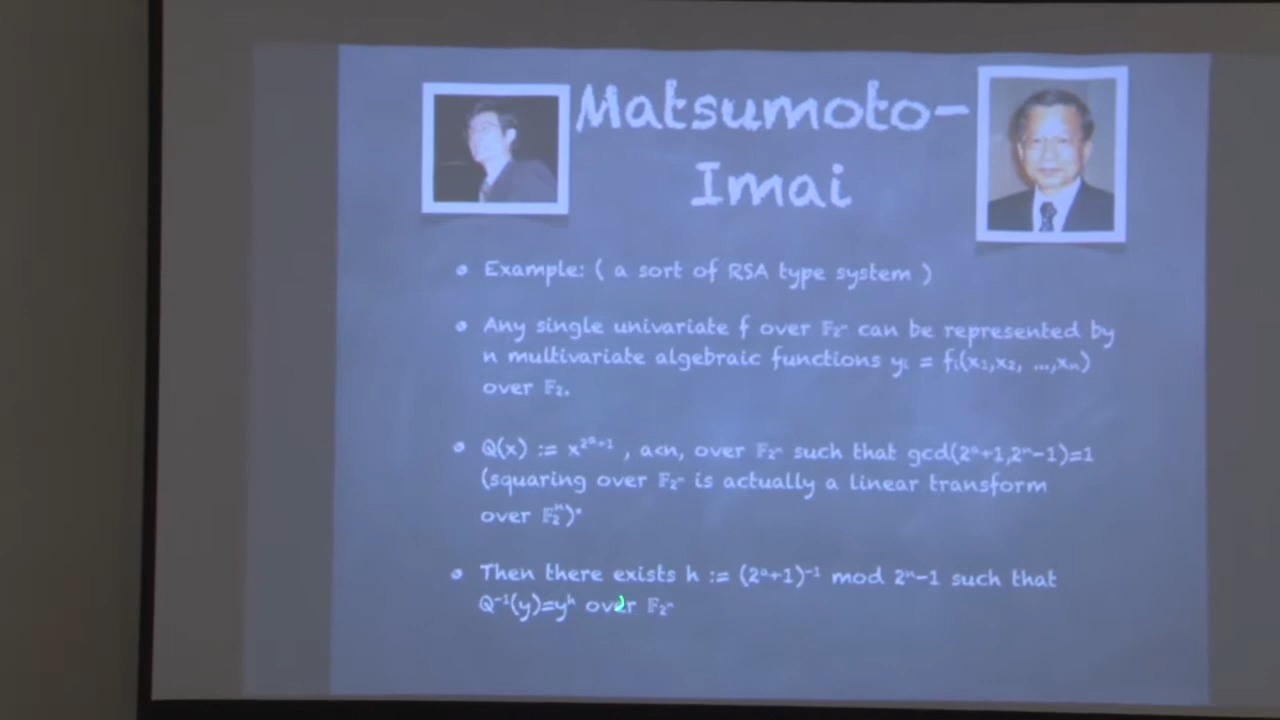 Matsumoto-
Imai
Example: ( a sort of RSA type system )
Any single univariate f over 𝔽₂ⁿ can be represented by
n multivariate algebraic functions yᵢ = fᵢ(x₁,x₂, ...,xₙ)
over 𝔽₂.
Q(x) := x^{2^a+1} , a<n, over 𝔽₂ⁿ such that gcd(2^a+1,2ⁿ-1)=1
(squaring over 𝔽₂ⁿ is actually a linear transform
over 𝔽₂ⁿ).
Then there exists h := (2^a+1)⁻¹ mod 2ⁿ-1 such that
Q⁻¹(y)=yʰ over 𝔽₂ⁿ